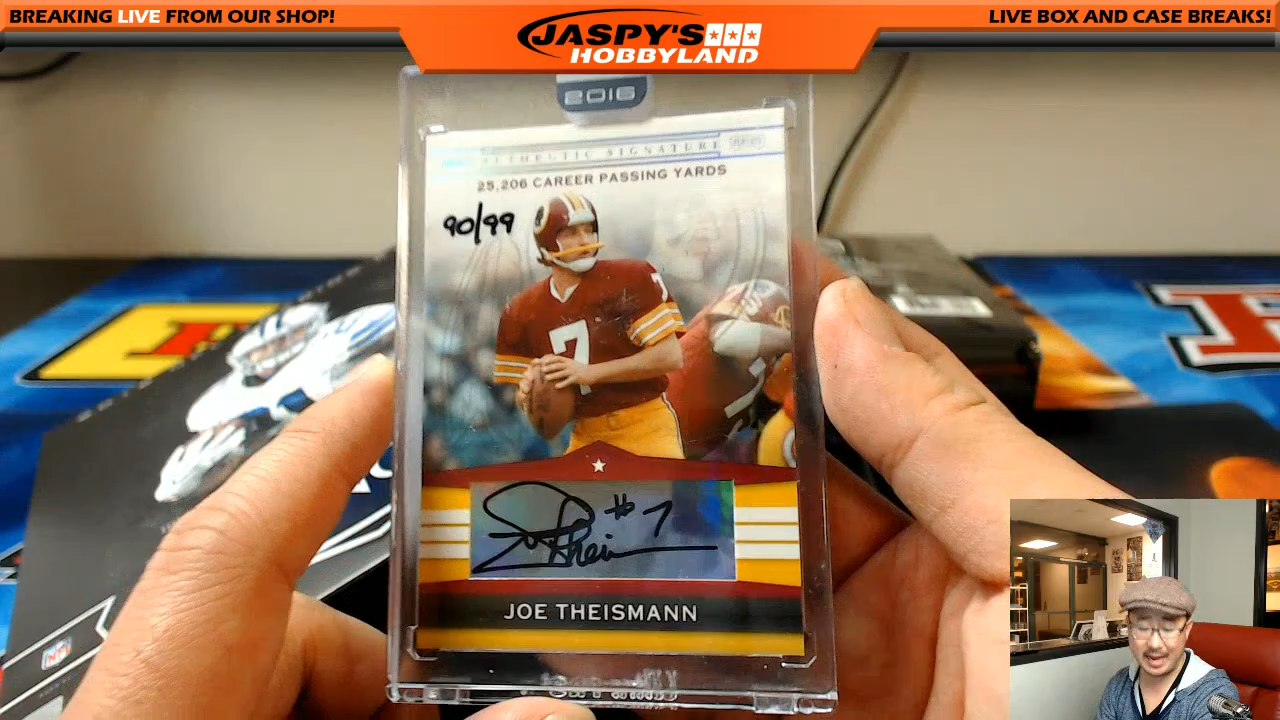 BREAKING LIVE FROM OUR SHOP!
JASPY'S
HOBBYLAND
LIVE BOX AND CASE BREAKS!
2016
AUTHENTIC SIGNATURE
25,206 CAREER PASSING YARDS
90/99
7
7
#7
JOE THEISMANN